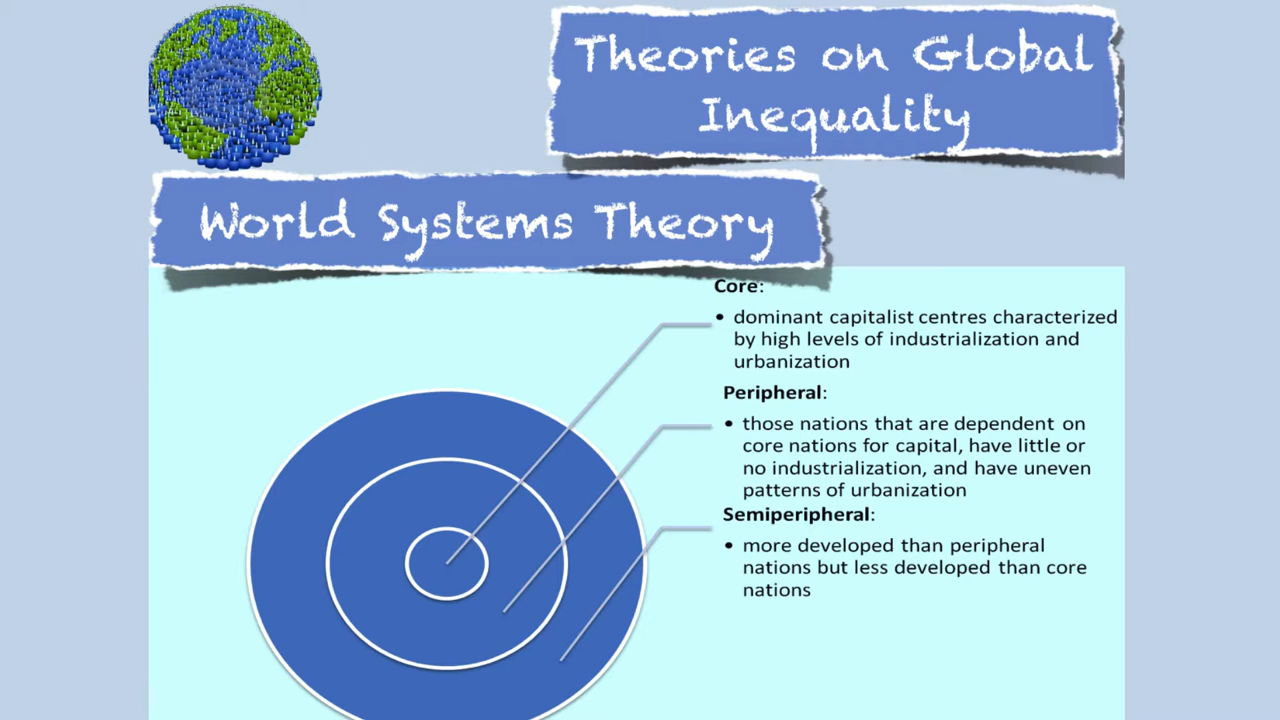 Theories on Global
Inequality
World Systems Theory
Core:
• dominant capitalist centres characterized
by high levels of industrialization and
urbanization
Peripheral:
• those nations that are dependent on
core nations for capital, have little or
no industrialization, and have uneven
patterns of urbanization
Semiperipheral:
• more developed than peripheral
nations but less developed than core
nations